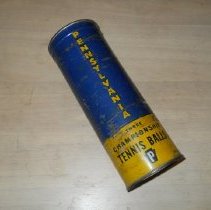 PENNSYLVANIA
THREE
CHAMPIONSHIP
TENNIS BALLS
P